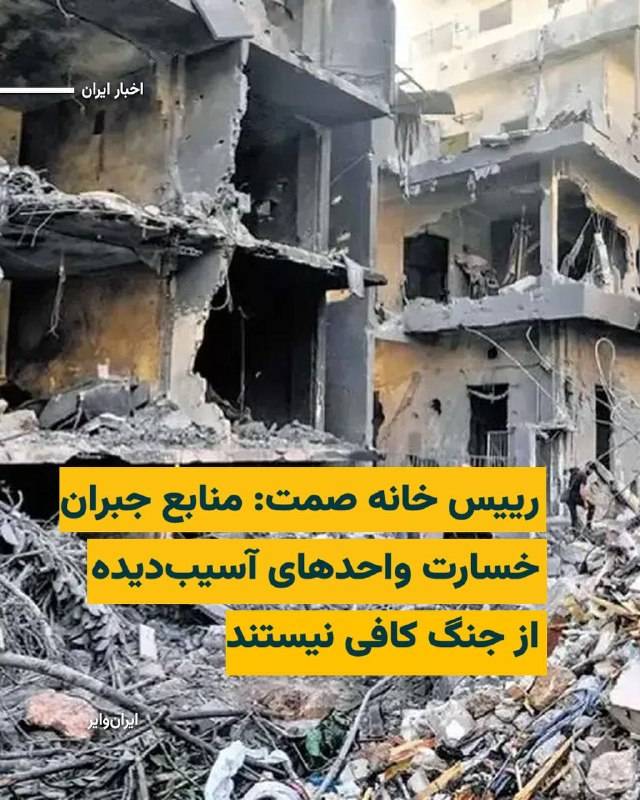 اخبار ایران
رییس خانه صمت: منابع جبران
خسارت واحدهای آسیب‌دیده
از جنگ کافی نیستند
ایران‌وایر